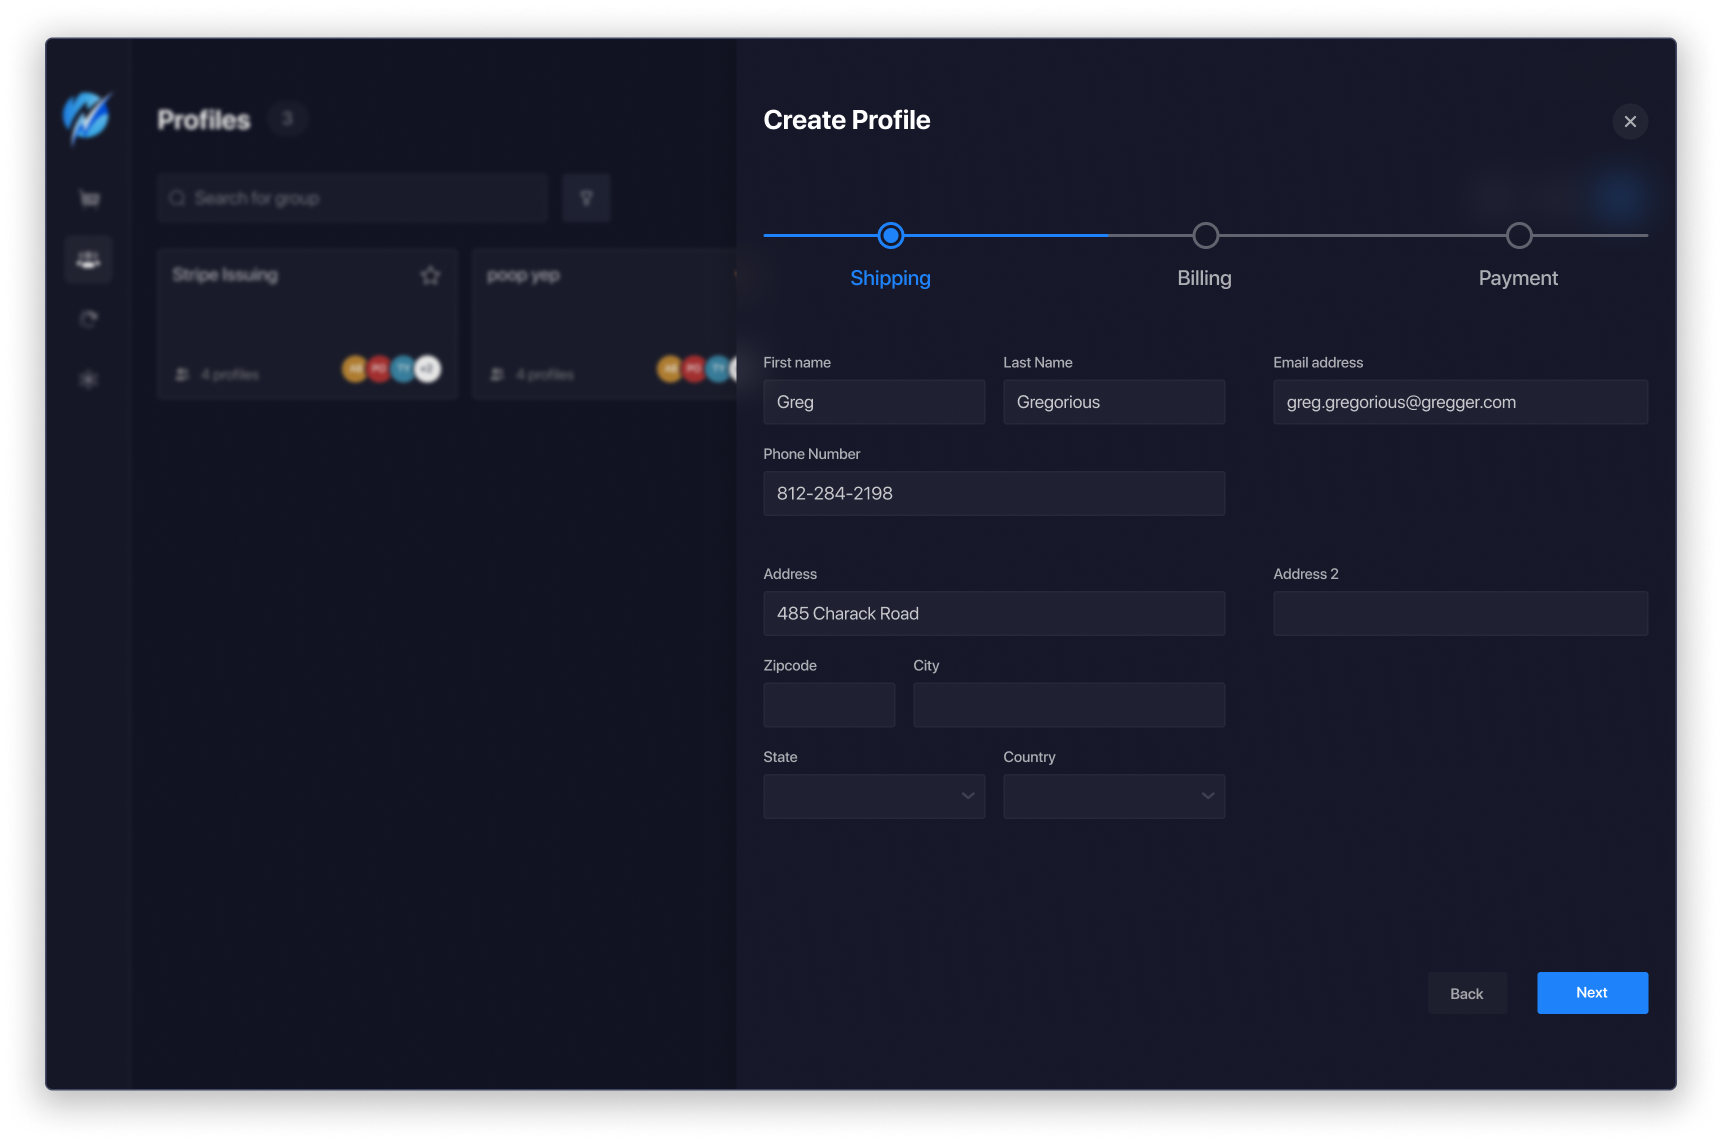 Profiles 3
Search for group
Stripe Issuing
4 profiles
+2
poop yep
4 profiles
Create Profile
Shipping
Billing
Payment
First name
Last Name
Email address
Greg
Gregorious
greg.gregorious@gregger.com
Phone Number
812-284-2198
Address
Address 2
485 Charack Road
Zipcode
City
State
Country
Back
Next